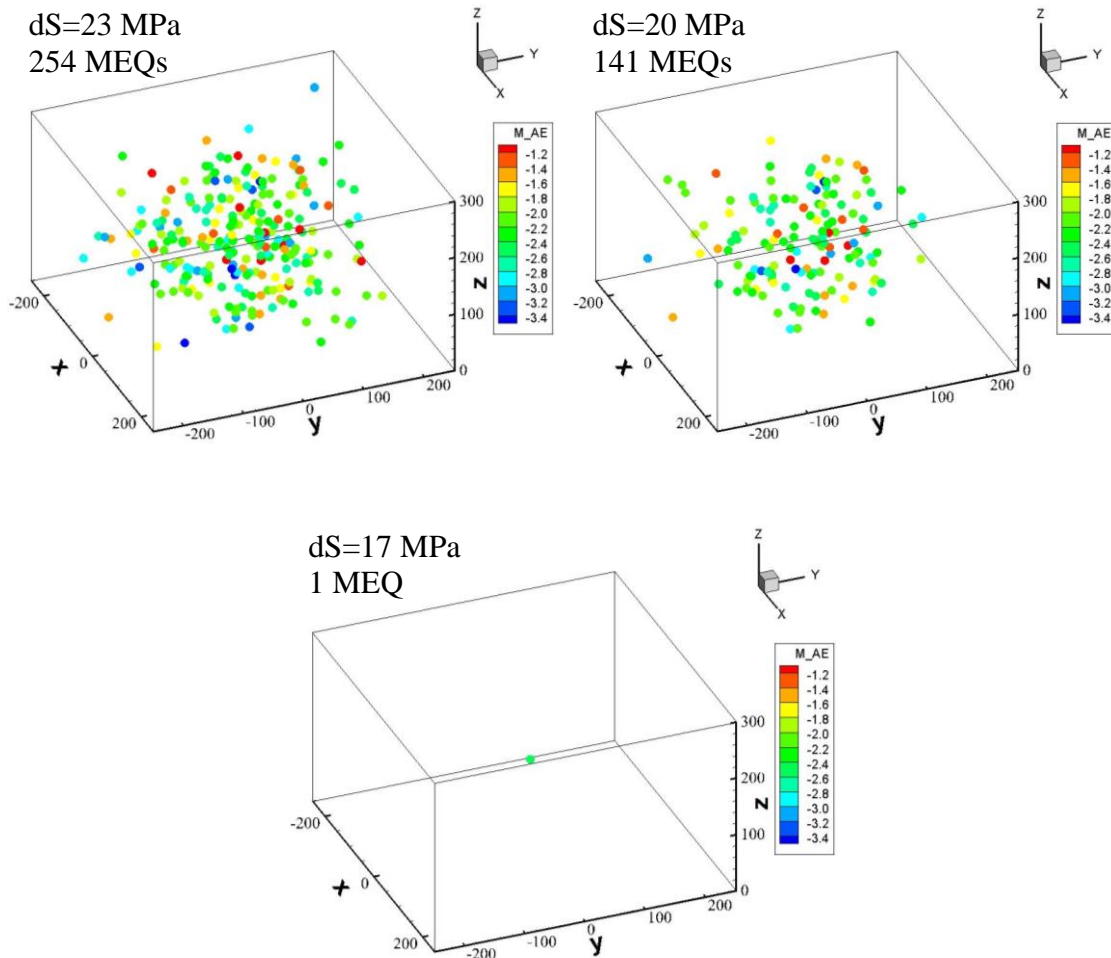 dS=23 MPa
254 MEQs
Z
Y
X
M_AE
-1.2
-1.4
-1.6
-1.8
-2.0
-2.2
-2.4
-2.6
-2.8
-3.0
-3.2
-3.4
300
200
z
100
0
-200
x
0
200
-200
-100
0
100
200
y
dS=20 MPa
141 MEQs
Z
Y
X
M_AE
-1.2
-1.4
-1.6
-1.8
-2.0
-2.2
-2.4
-2.6
-2.8
-3.0
-3.2
-3.4
300
200
z
100
0
-200
x
0
200
-200
-100
0
100
200
y
dS=17 MPa
1 MEQ
Z
Y
X
M_AE
-1.2
-1.4
-1.6
-1.8
-2.0
-2.2
-2.4
-2.6
-2.8
-3.0
-3.2
-3.4
300
200
z
100
0
-200
x
0
200
-200
-100
0
100
200
y